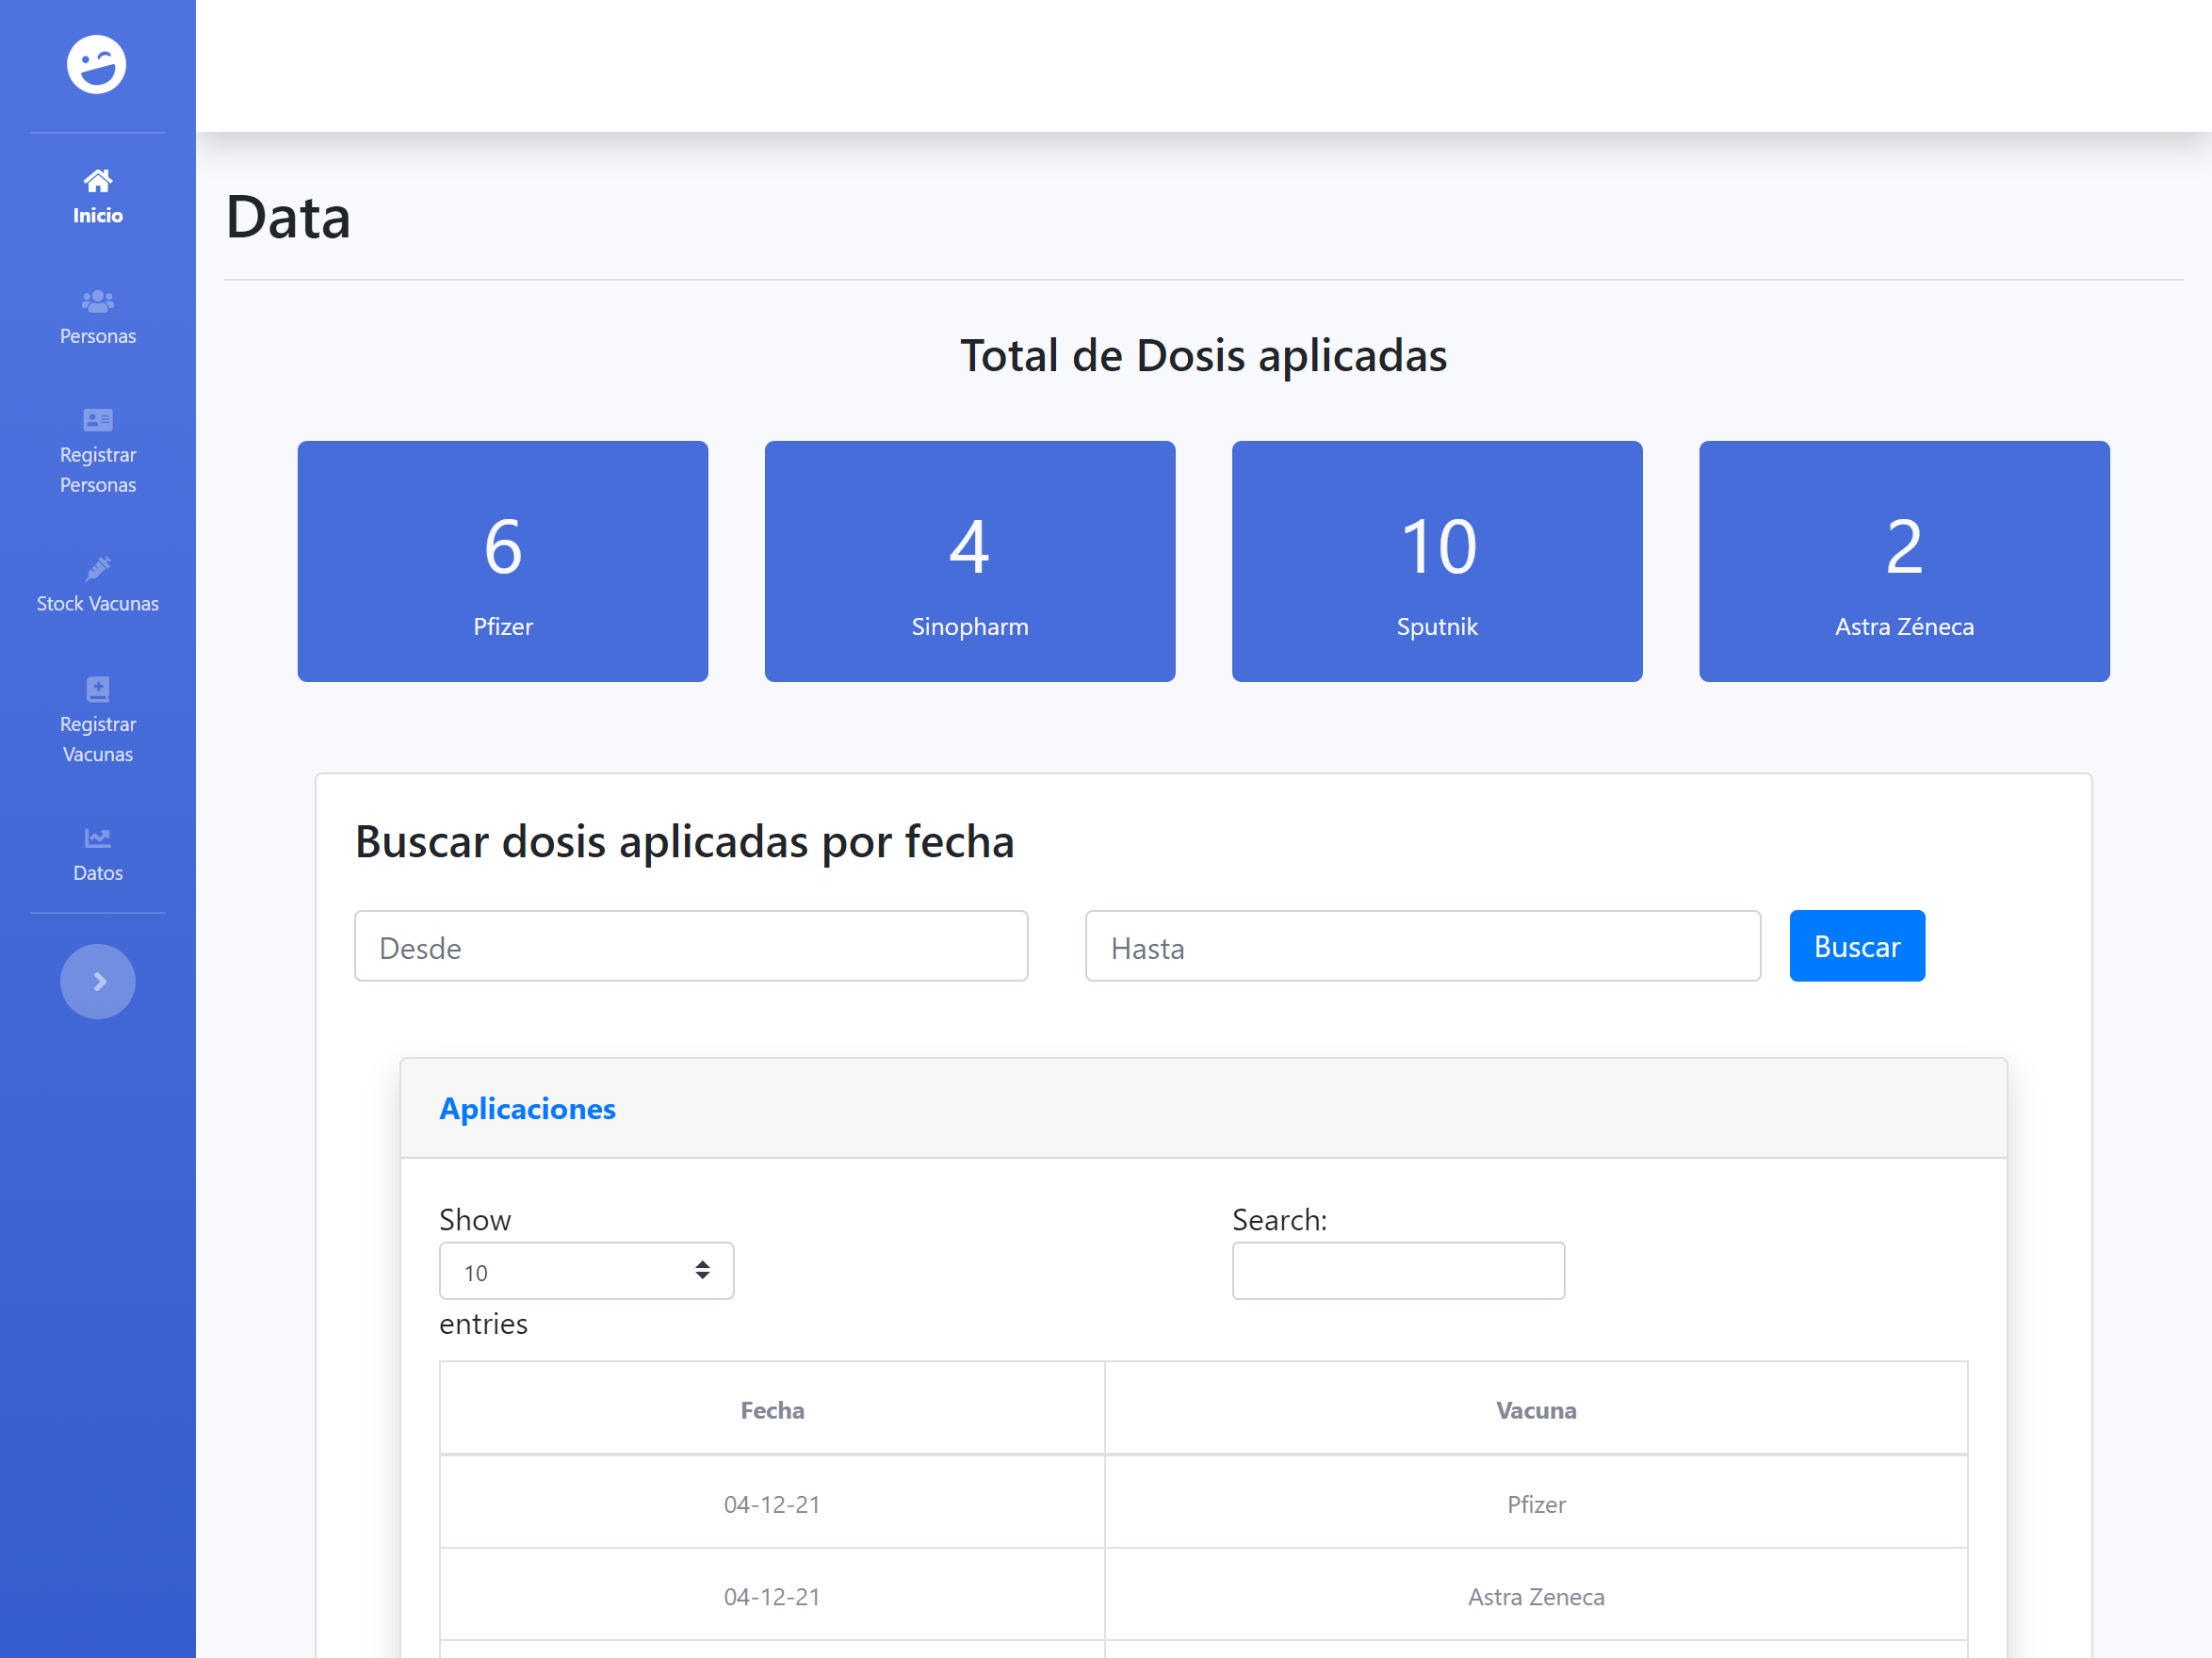 Inicio
Personas
Registrar
Personas
Stock Vacunas
Registrar
Vacunas
Datos
Data
Total de Dosis aplicadas
6
Pfizer
4
Sinopharm
10
Sputnik
2
Astra Zéneca
Buscar dosis aplicadas por fecha
Desde
Hasta
Buscar
Aplicaciones
Show
10
entries
Search:
Fecha
Vacuna
04-12-21
Pfizer
04-12-21
Astra Zeneca